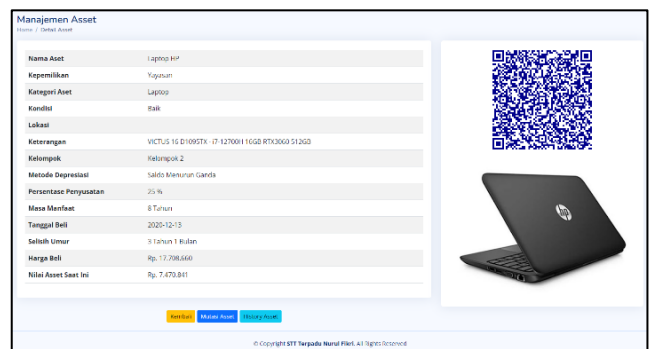 Manajemen Asset
Home / Detail Asset
Nama Aset Laptop HP
Kepemilikan Yayasan
Kategori Aset Laptop
Kondisi Baik
Lokasi
Keterangan VICTUS 16 D1095TX - i7-12700H 16GB RTX3060 512GB
Kelompok Kelompok 2
Metode Depresiasi Saldo Menurun Ganda
Persentase Penyusutan 25 %
Masa Manfaat 8 Tahun
Tanggal Beli 2020-12-13
Selisih Umur 3 Tahun 1 Bulan
Harga Beli Rp. 17.708.660
Nilai Asset Saat Ini Rp. 7.470.841
Kembali Mutasi Asset History Asset
© Copyright STT Terpadu Nurul Fikri. All Rights Reserved